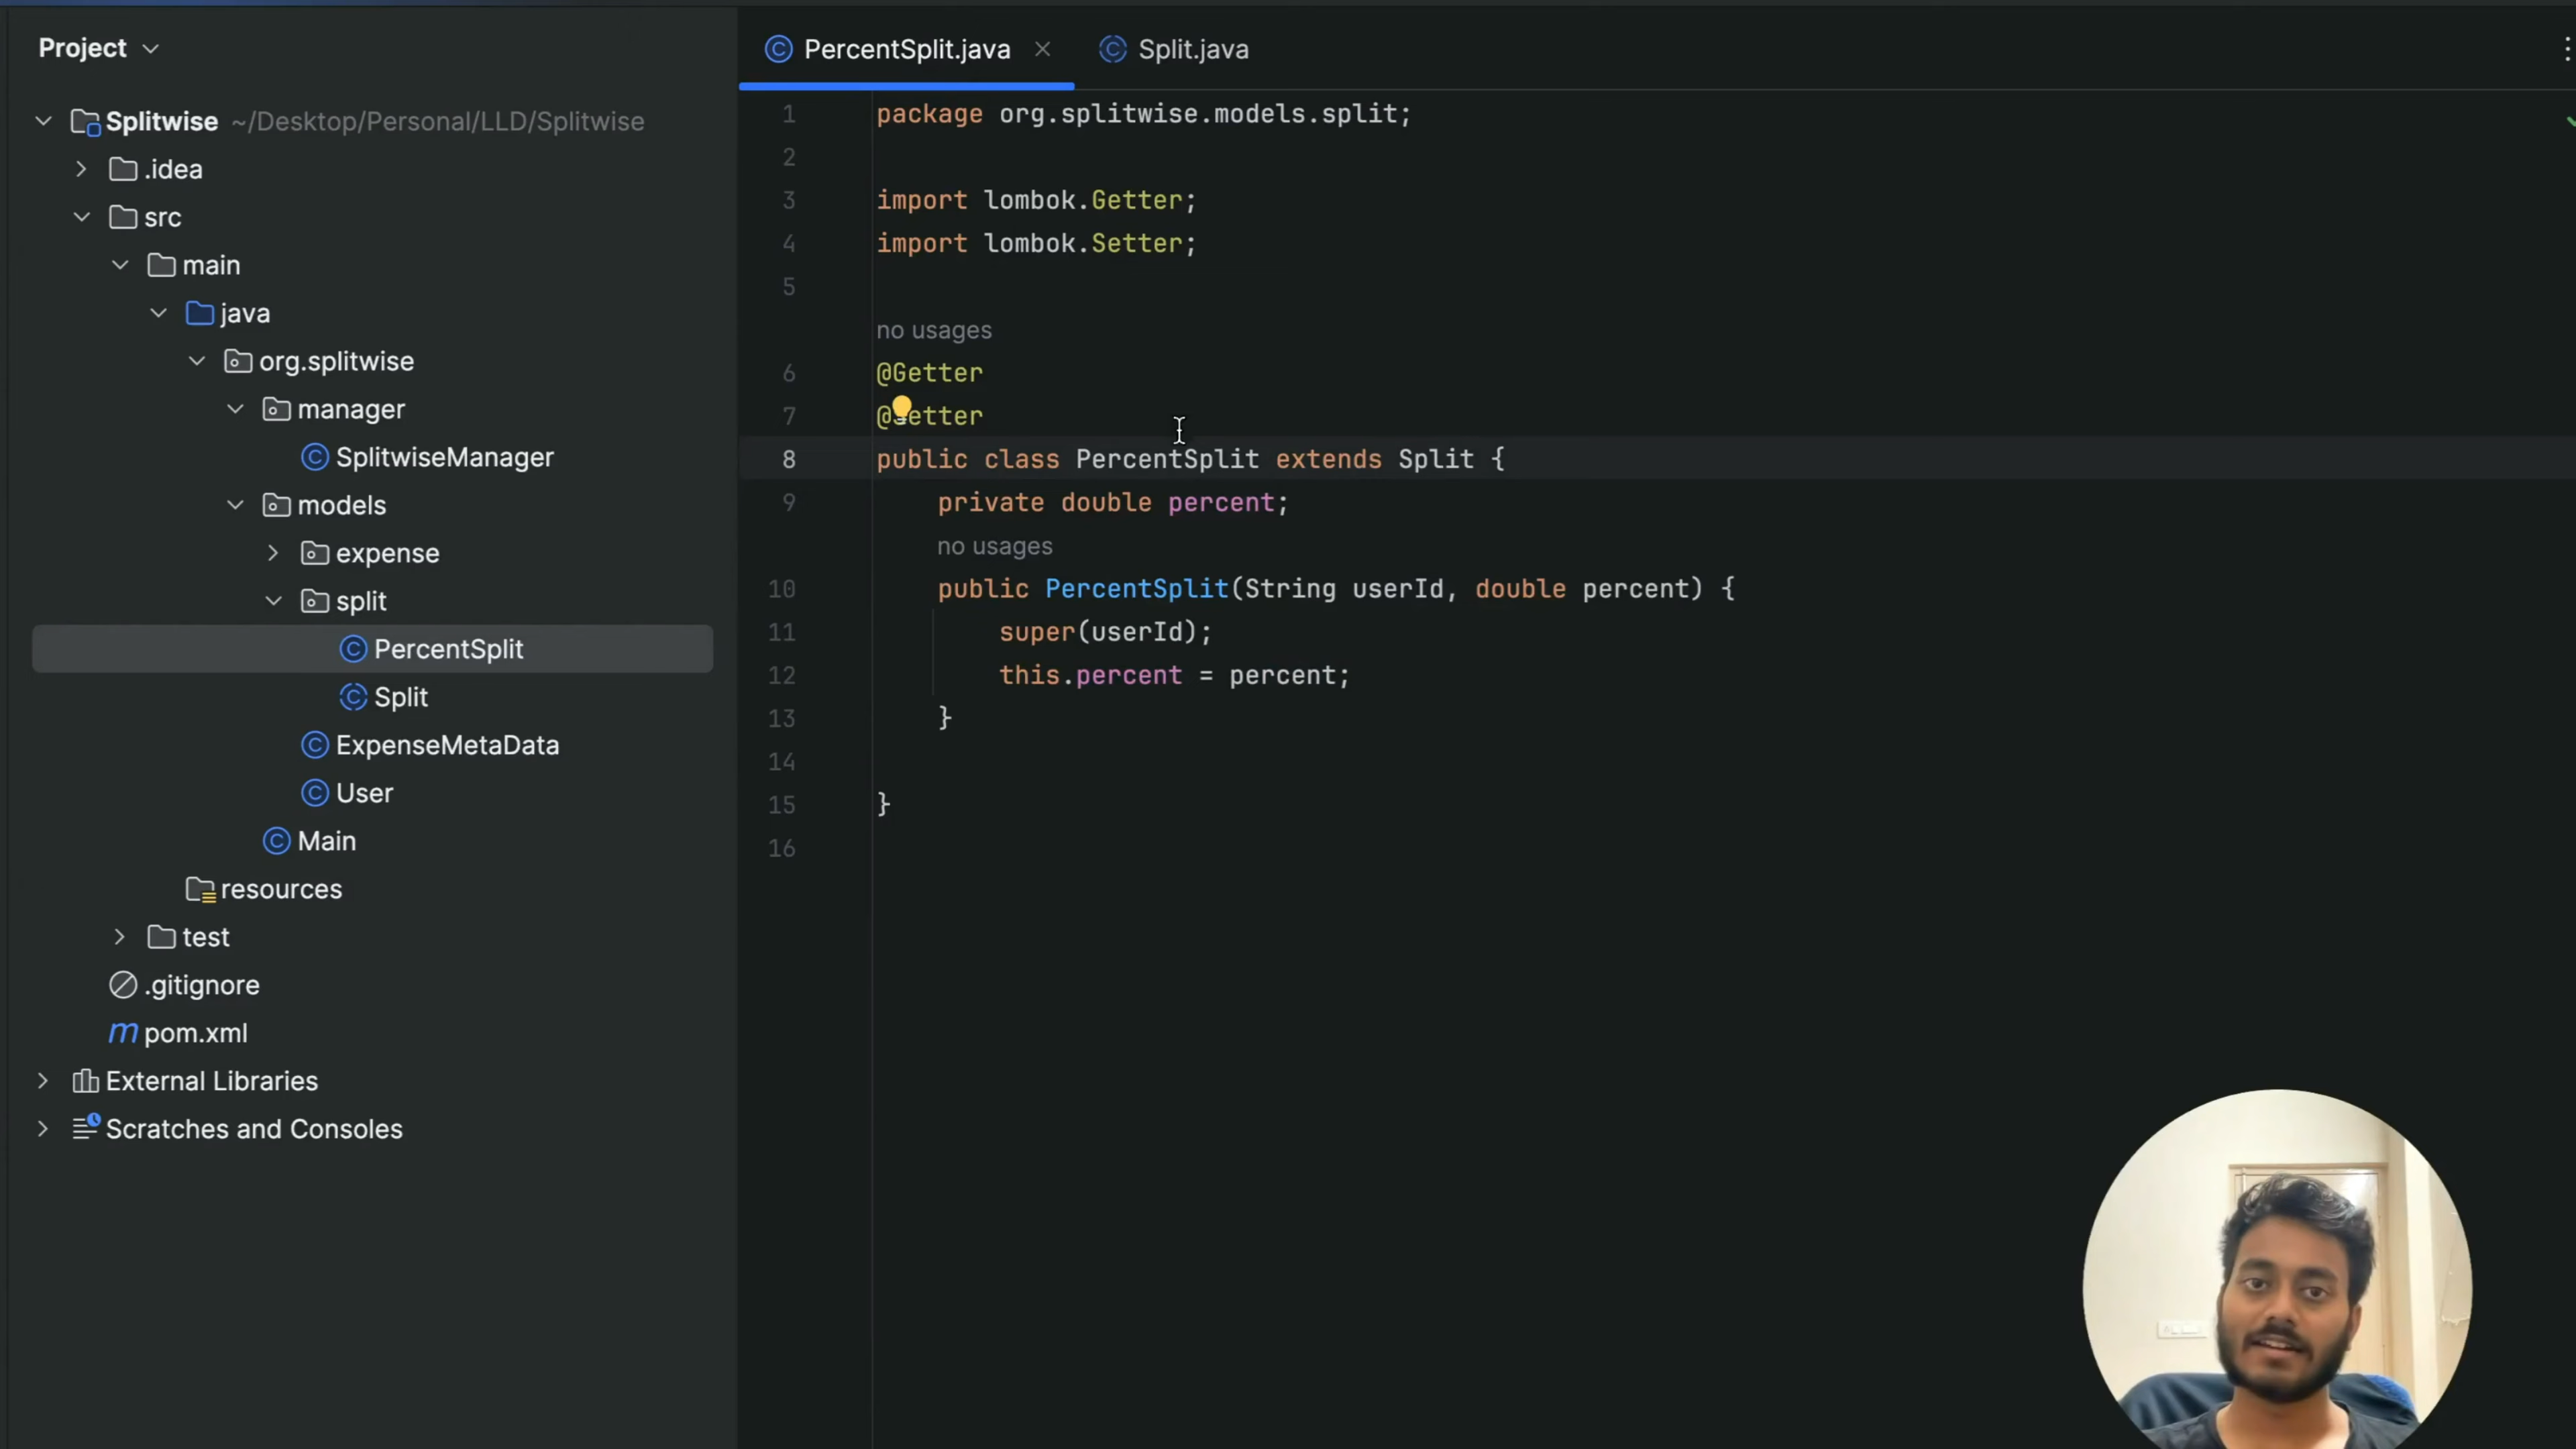 Project
Splitwise ~/Desktop/Personal/LLD/Splitwise
.idea
src
main
java
org.splitwise
manager
SplitwiseManager
models
expense
split
PercentSplit
Split
ExpenseMetaData
User
Main
resources
test
.gitignore
pom.xml
External Libraries
Scratches and Consoles
PercentSplit.java
Split.java
1 package org.splitwise.models.split;
2
3 import lombok.Getter;
4 import lombok.Setter;
5
no usages
6 @Getter
7 @Setter
8 public class PercentSplit extends Split {
9 private double percent;
no usages
10 public PercentSplit(String userId, double percent) {
11 super(userId);
12 this.percent = percent;
13 }
14
15 }
16